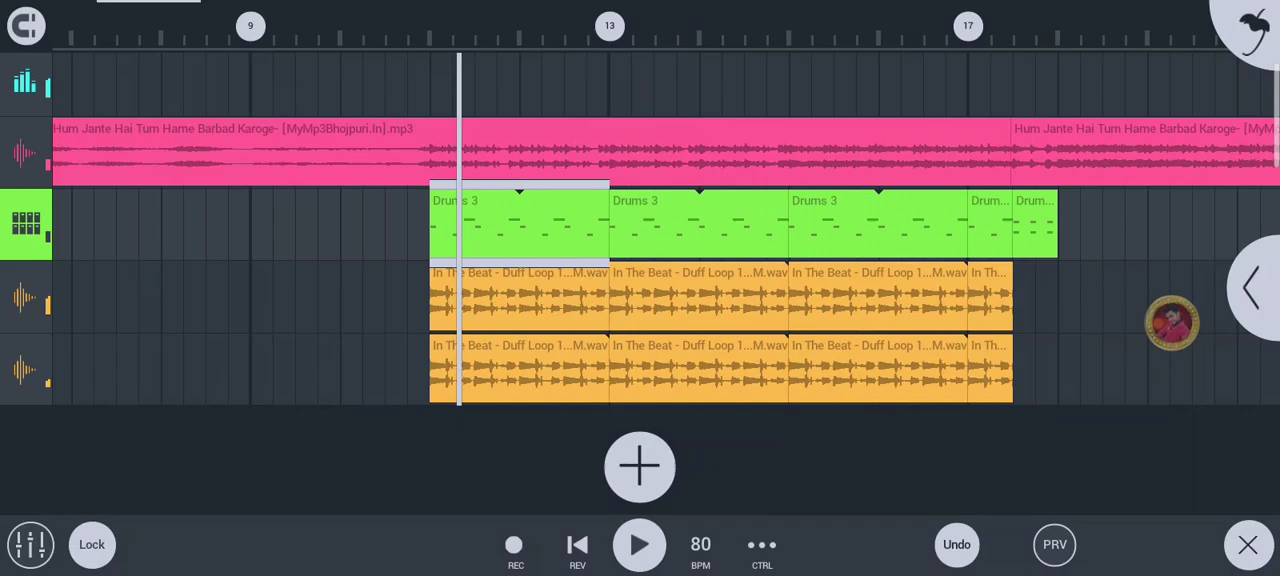 9
13
17
Hum Jante Hai Tum Hame Barbad Karoge- [MyMp3Bhojpuri.In].mp3
Hum Jante Hai Tum Hame Barbad Karoge- [MyM
Drums 3
Drums 3
Drums 3
Drum...
Drum...
In The Beat - Duff Loop 1...M.wav
In The Beat - Duff Loop 1...M.wav
In The Beat - Duff Loop 1...M.wav
In Th...
In The Beat - Duff Loop 1...M.wav
In The Beat - Duff Loop 1...M.wav
In The Beat - Duff Loop 1...M.wav
In Th...
Lock
REC
REV
80
BPM
CTRL
Undo
PRV